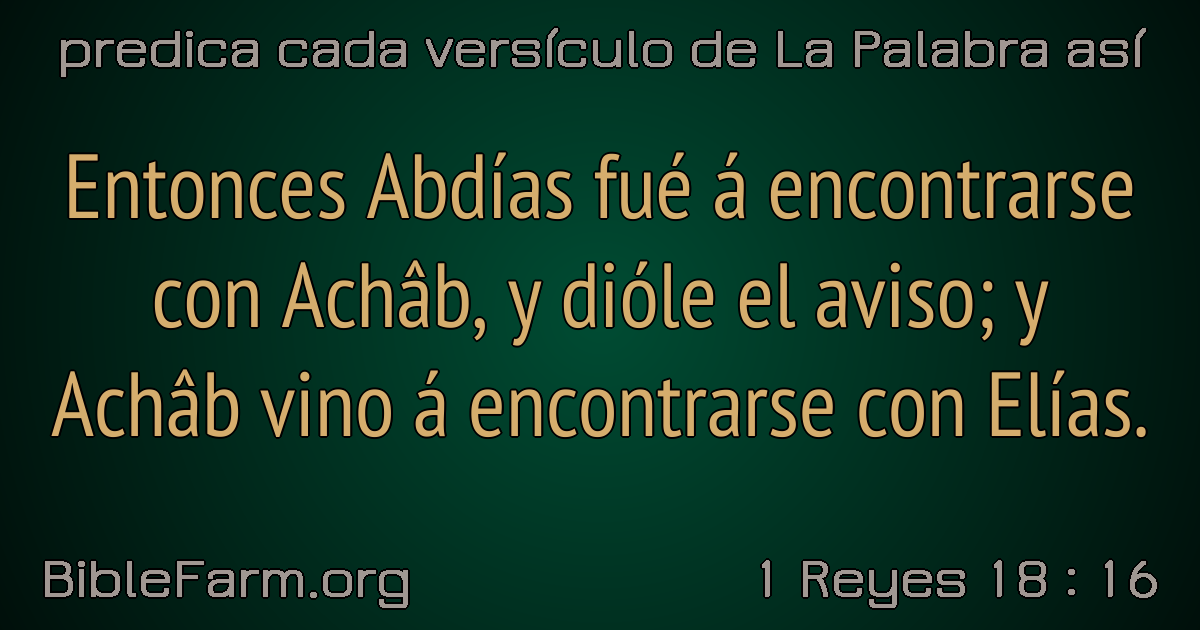 predica cada versículo de La Palabra así
Entonces Abdías fué á encontrarse
con Achâb, y dióle el aviso; y
Achâb vino á encontrarse con Elías.
BibleFarm.org
1 Reyes 18 : 16